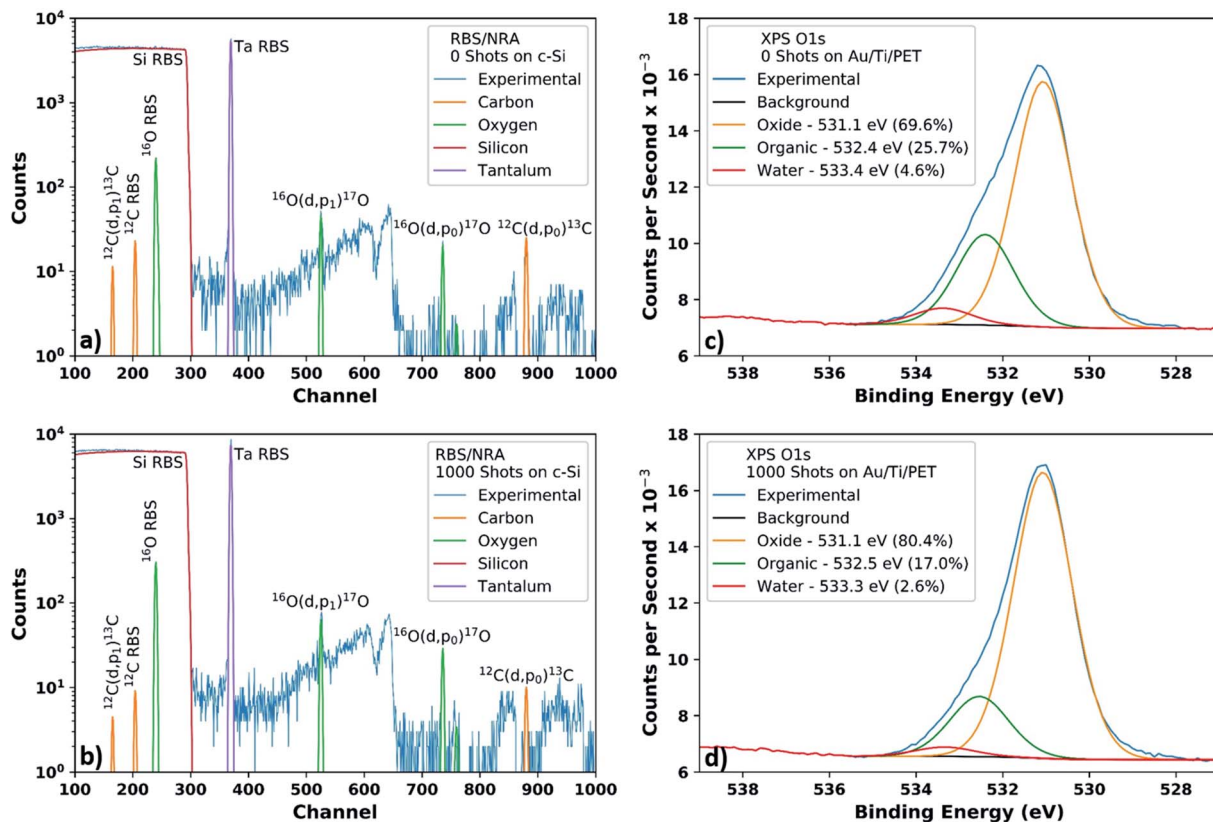 10⁴
10³
10²
10¹
10⁰
Counts
100 200 300 400 500 600 700 800 900 1000
Channel
a)
Si RBS
Ta RBS
¹²C(d,p₁)¹³C
¹²C RBS
¹⁶O RBS
¹⁶O(d,p₁)¹⁷O
¹⁶O(d,p₀)¹⁷O
¹²C(d,p₀)¹³C
RBS/NRA
0 Shots on c-Si
Experimental
Carbon
Oxygen
Silicon
Tantalum
18
16
14
12
10
8
6
Counts per Second x 10⁻³
538 536 534 532 530 528
Binding Energy (eV)
c)
XPS O1s
0 Shots on Au/Ti/PET
Experimental
Background
Oxide - 531.1 eV (69.6%)
Organic - 532.4 eV (25.7%)
Water - 533.4 eV (4.6%)
10⁴
10³
10²
10¹
10⁰
Counts
100 200 300 400 500 600 700 800 900 1000
Channel
b)
Si RBS
Ta RBS
¹²C(d,p₁)¹³C
¹²C RBS
¹⁶O RBS
¹⁶O(d,p₁)¹⁷O
¹⁶O(d,p₀)¹⁷O
¹²C(d,p₀)¹³C
RBS/NRA
1000 Shots on c-Si
Experimental
Carbon
Oxygen
Silicon
Tantalum
18
16
14
12
10
8
6
Counts per Second x 10⁻³
538 536 534 532 530 528
Binding Energy (eV)
d)
XPS O1s
1000 Shots on Au/Ti/PET
Experimental
Background
Oxide - 531.1 eV (80.4%)
Organic - 532.5 eV (17.0%)
Water - 533.3 eV (2.6%)